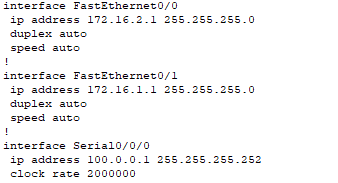 interface FastEthernet0/0
ip address 172.16.2.1 255.255.255.0
duplex auto
speed auto
!
interface FastEthernet0/1
ip address 172.16.1.1 255.255.255.0
duplex auto
speed auto
!
interface Serial0/0/0
ip address 100.0.0.1 255.255.255.252
clock rate 2000000